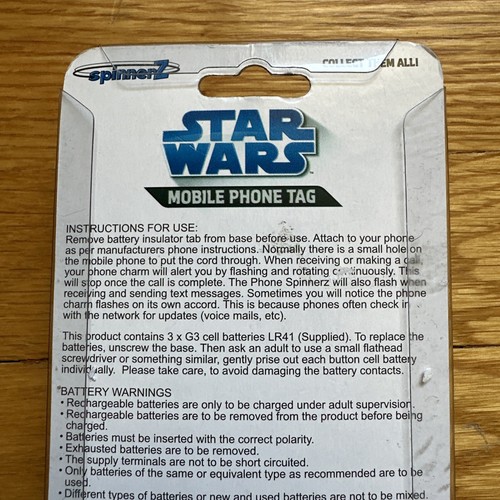 spinnerZ
COLLECT THEM ALL!
STAR
WARS
MOBILE PHONE TAG
INSTRUCTIONS FOR USE:
Remove battery insulator tab from base before use. Attach to your phone
as per manufacturers phone instructions. Normally there is a small hole on
the mobile phone to put the cord through. When receiving or making a call
your phone charm will alert you by flashing and rotating continuously. This
will stop once the call is complete. The Phone Spinnerz will also flash when
receiving and sending text messages. Sometimes you will notice the phone
charm flashes on its own accord. This is because phones often check in
with the network for updates (voice mails, etc).
This product contains 3 x G3 cell batteries LR41 (Supplied). To replace the
batteries, unscrew the base. Then ask an adult to use a small flathead
screwdriver or something similar, gently prise out each button cell battery
individually. Please take care, to avoid damaging the battery contacts.
BATTERY WARNINGS
• Rechargeable batteries are only to be charged under adult supervision.
• Rechargeable batteries are to be removed from the product before being
charged.
• Batteries must be inserted with the correct polarity.
• Exhausted batteries are to be removed.
• The supply terminals are not to be short circuited.
• Only batteries of the same or equivalent type as recommended are to be
used.
• Different types of batteries or new and used batteries are not to be mixed.